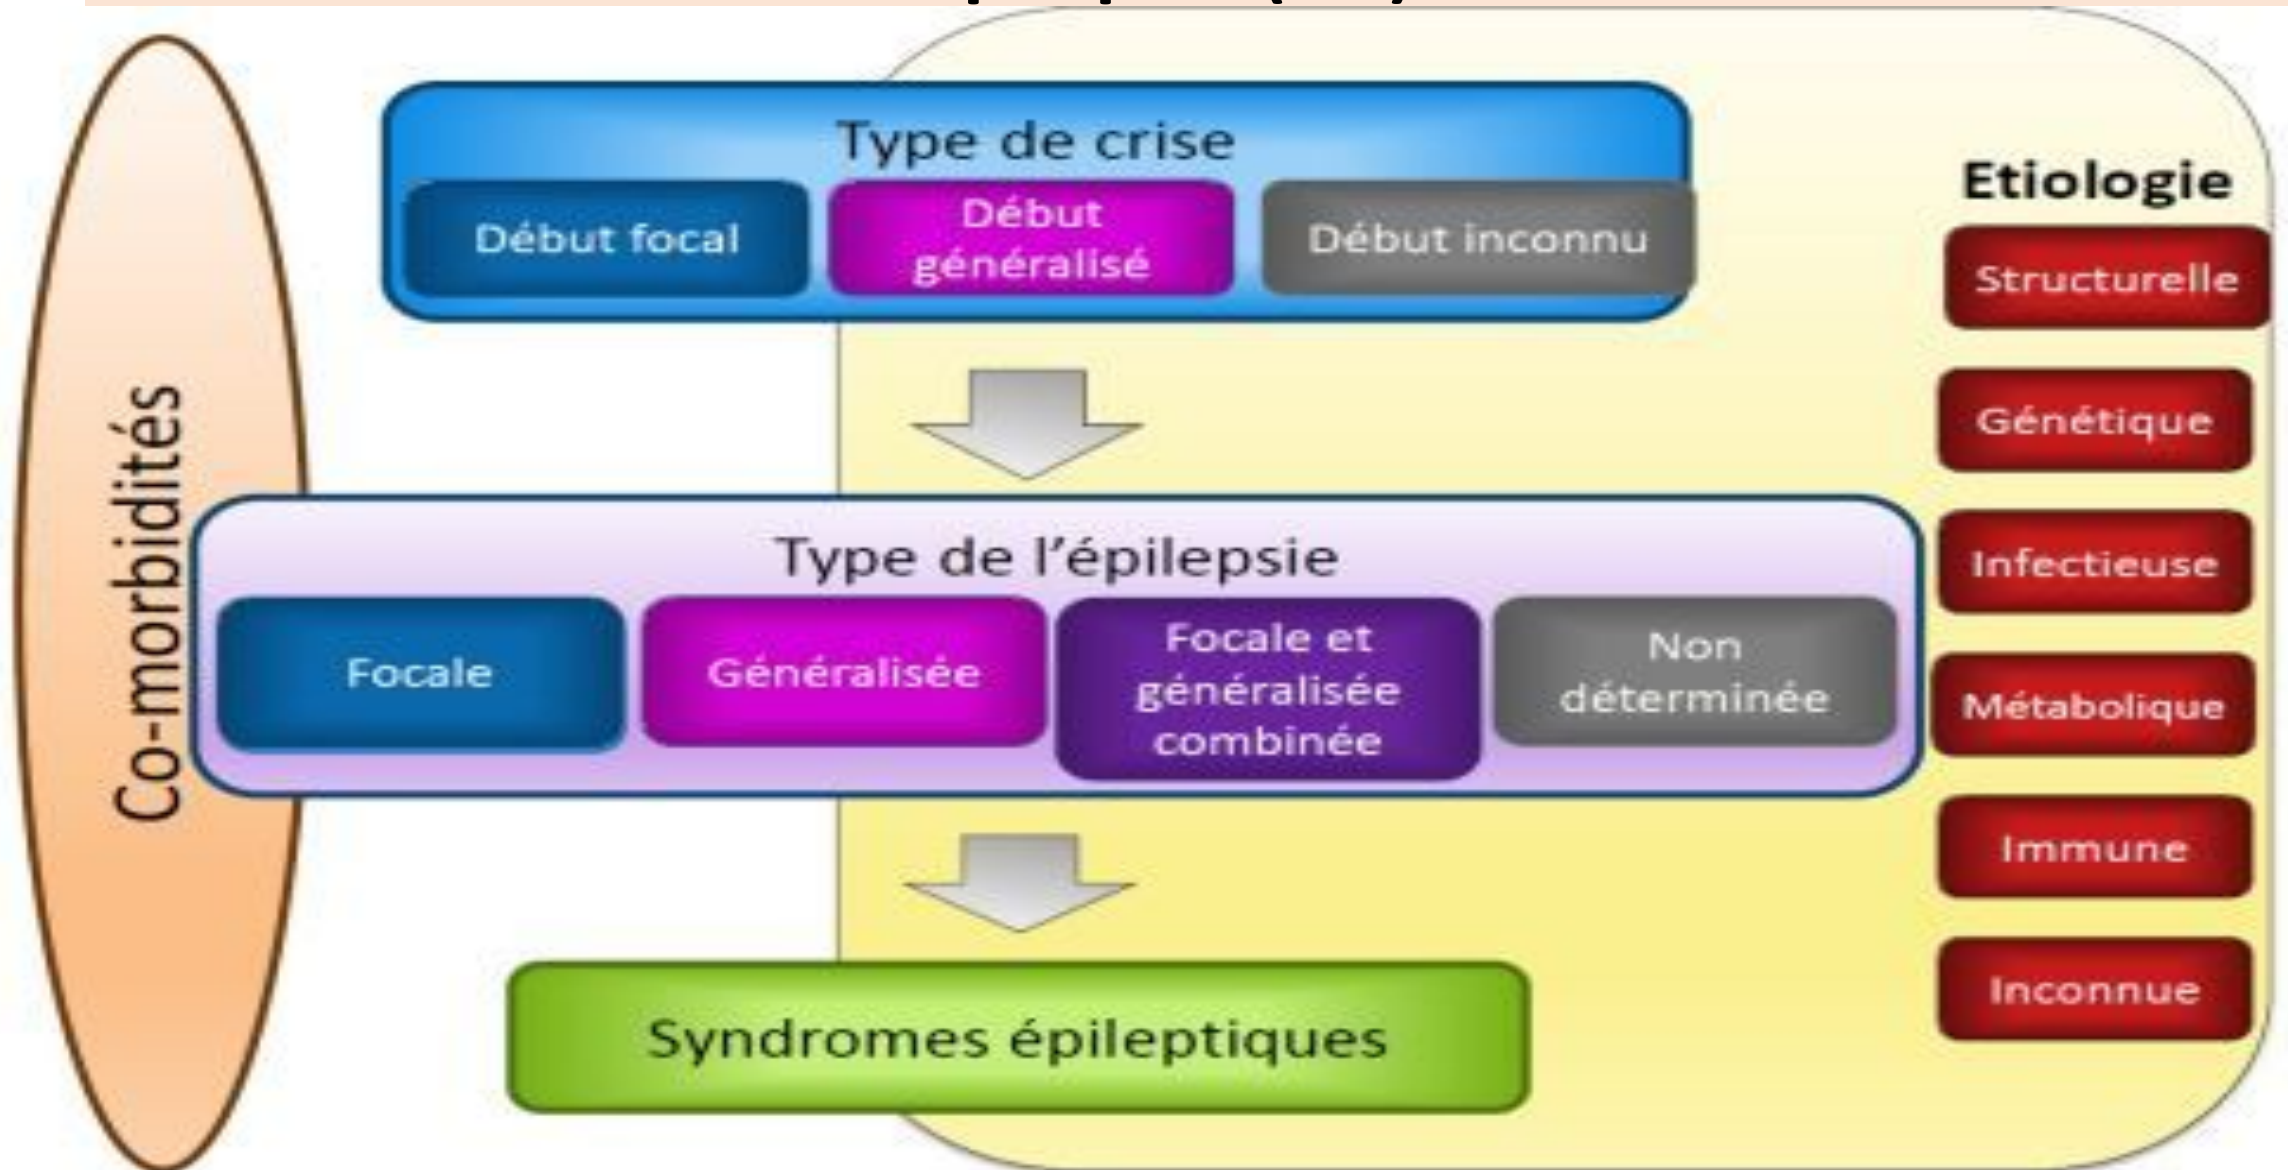 Type de crise
Début focal
Début
généralisé
Début inconnu
Etiologie
Structurelle
Génétique
Infectieuse
Métabolique
Immune
Inconnue
Co-morbidités
Type de l’épilepsie
Focale
Généralisée
Focale et
généralisée
combinée
Non
déterminée
Syndromes épileptiques